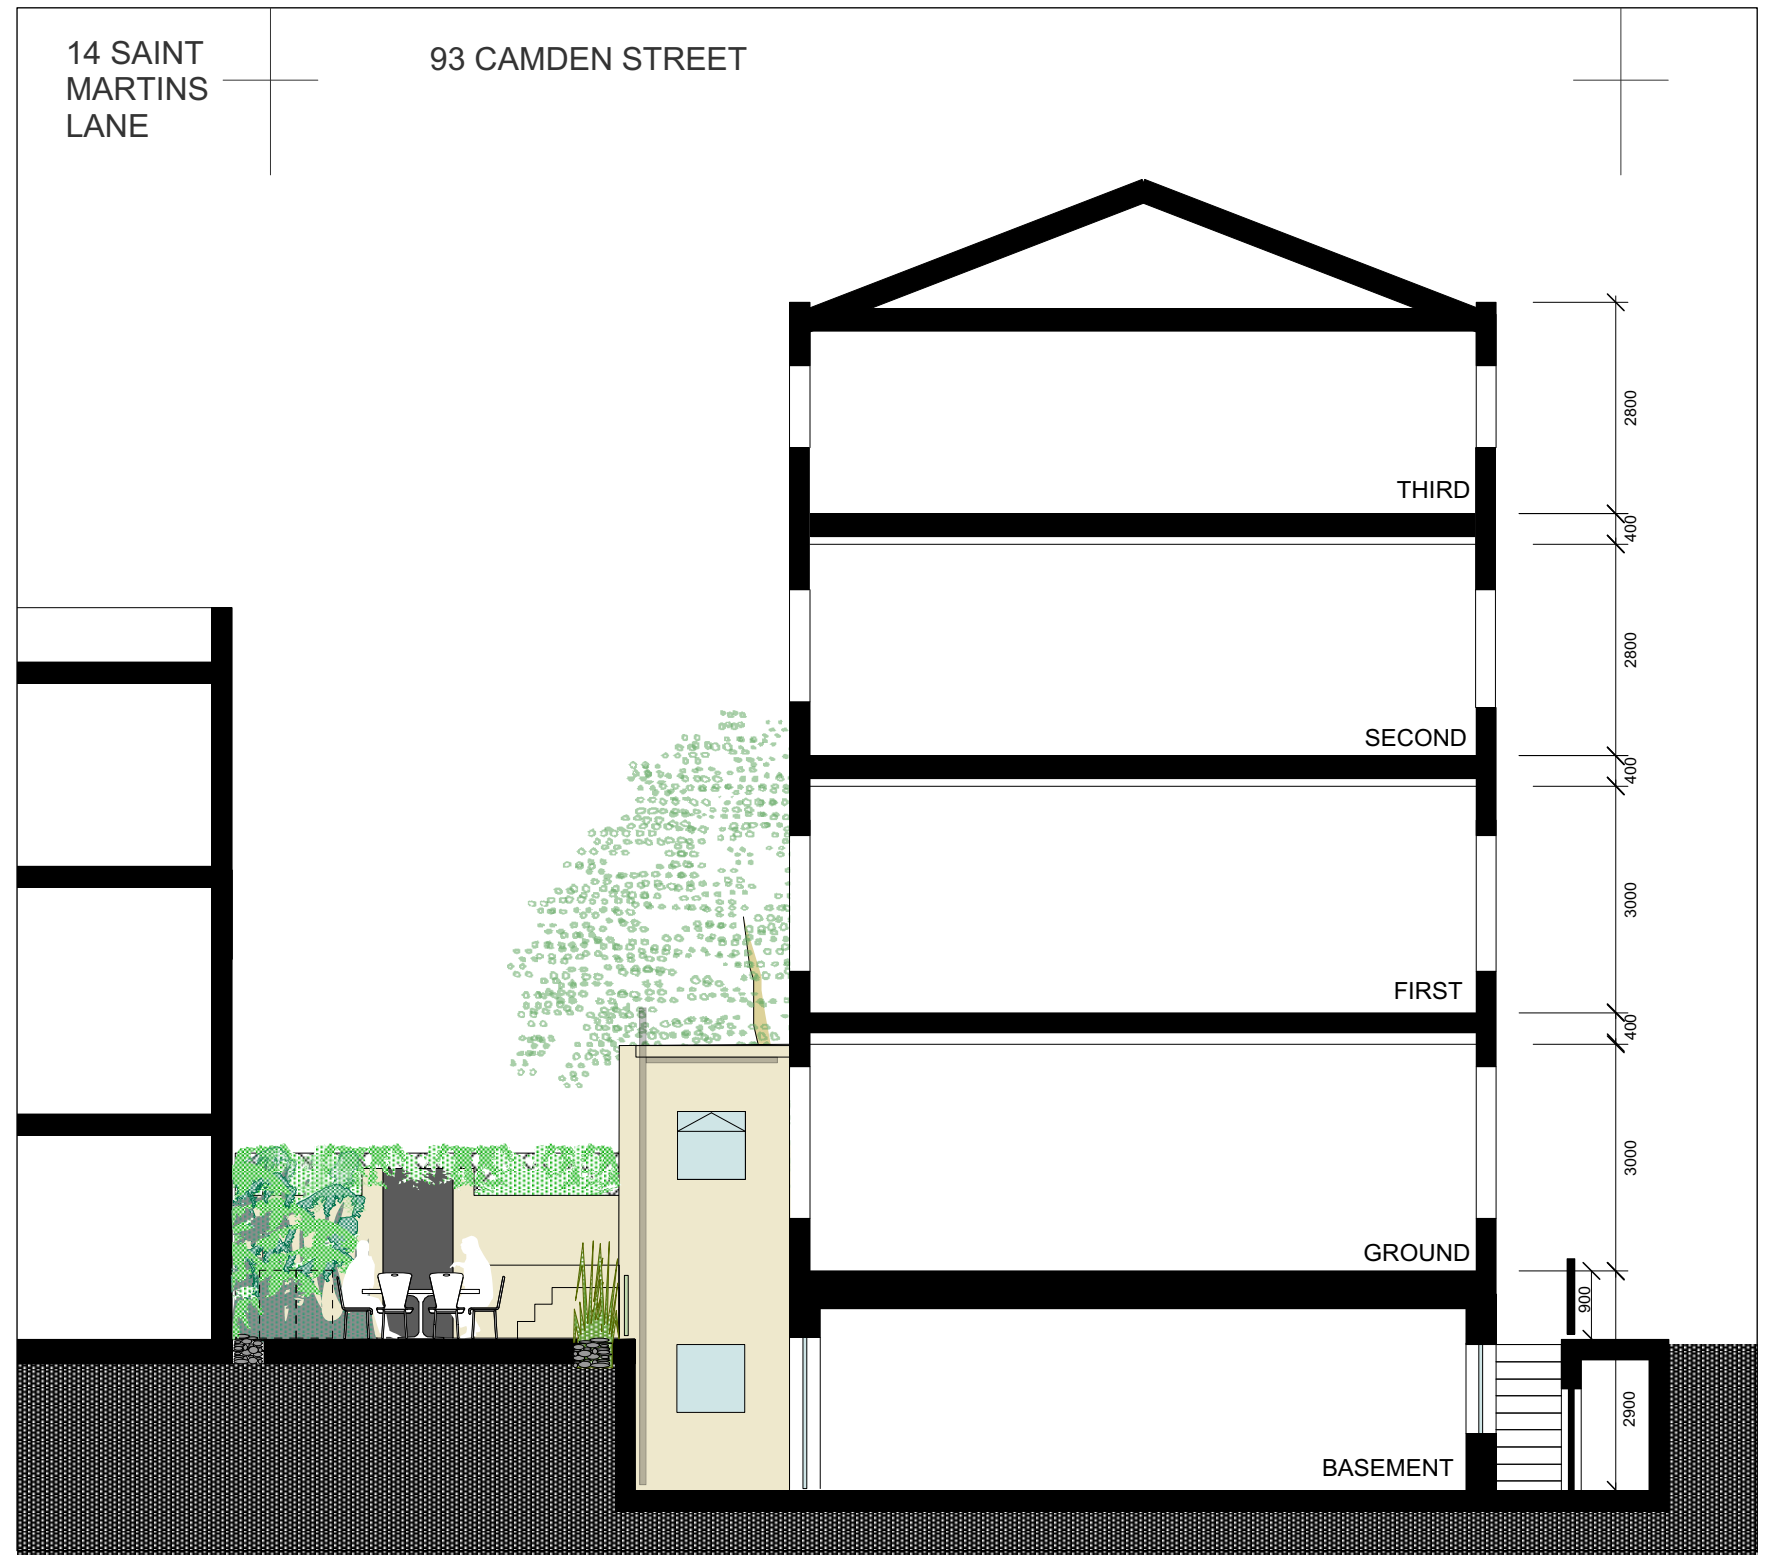 14 SAINT
MARTINS
LANE
93 CAMDEN STREET
2800
THIRD
400
2800
SECOND
400
3000
FIRST
400
3000
GROUND
900
2900
BASEMENT